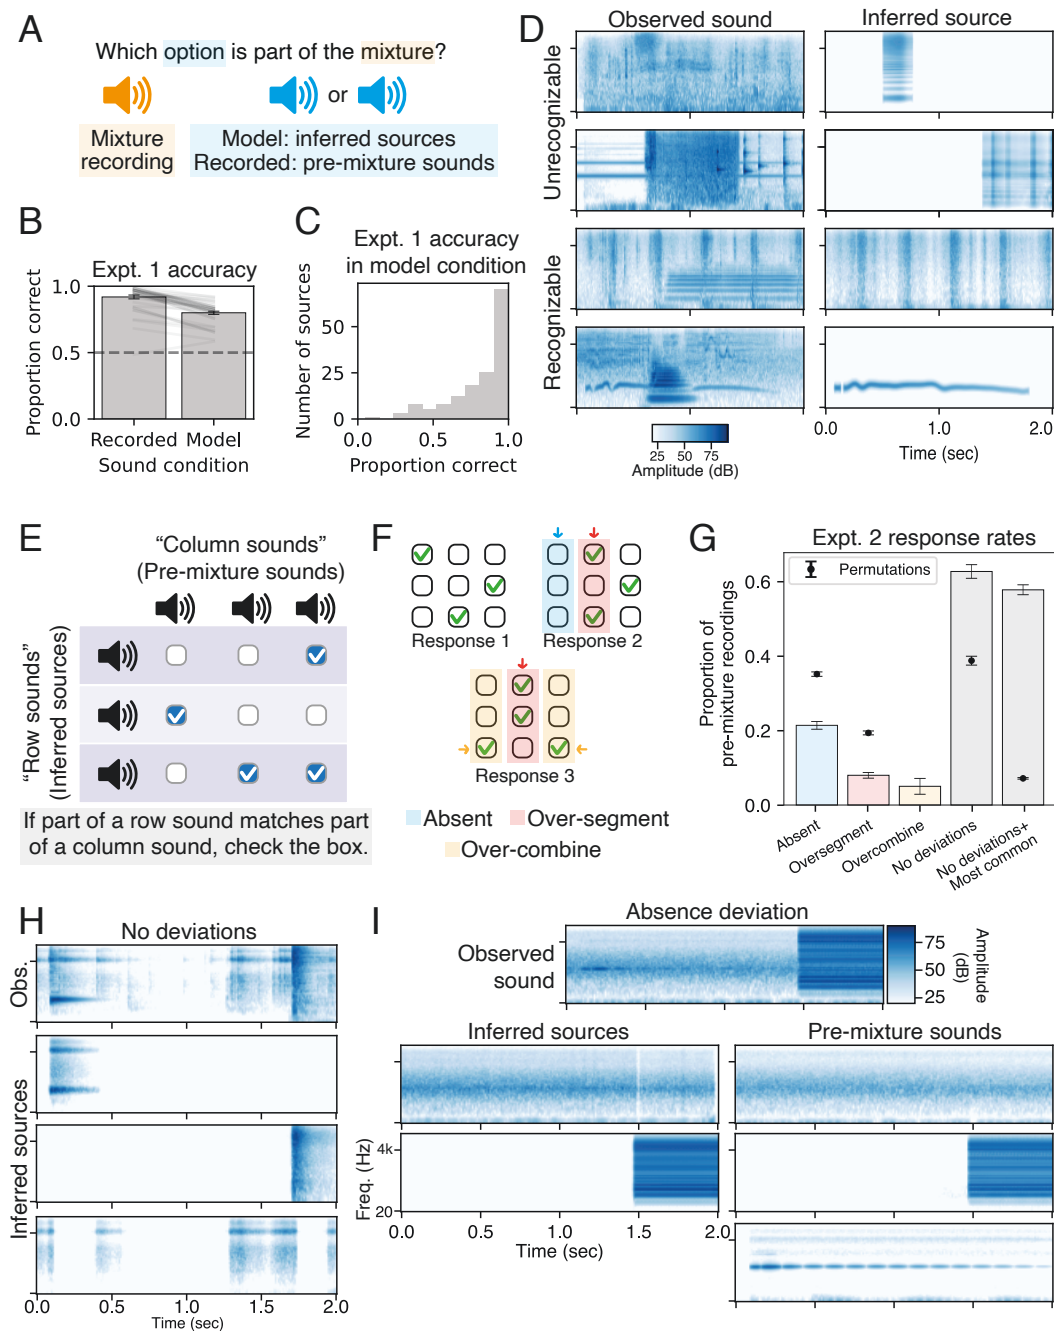 A
Which option is part of the mixture?
or
Mixture
recording
Model: inferred sources
Recorded: pre-mixture sounds
B
Expt. 1 accuracy
Proportion correct
1.0
0.5
0.0
Recorded Model
Sound condition
C
Expt. 1 accuracy
in model condition
Number of sources
50
25
0
0.0 0.5 1.0
Proportion correct
D
Observed sound
Inferred source
Unrecognizable
Recognizable
25 50 75
Amplitude (dB)
0.0 1.0 2.0
Time (sec)
E
“Column sounds”
(Pre-mixture sounds)
“Row sounds”
(Inferred sources)
If part of a row sound matches part
of a column sound, check the box.
F
Response 1
Response 2
Response 3
Absent Over-segment
Over-combine
G
Expt. 2 response rates
Permutations
Proportion of
pre-mixture recordings
0.6
0.4
0.2
0.0
Absent
Oversegment
Overcombine
No deviations
No deviations+
Most common
H
No deviations
Obs.
Inferred sources
0.0 0.5 1.0 1.5 2.0
Time (sec)
I
Absence deviation
Observed
sound
75
50
25
Amplitude
(dB)
Inferred sources
Pre-mixture sounds
Freq. (Hz)
4k
20
0.0 0.5 1.0 1.5 2.0
Time (sec)